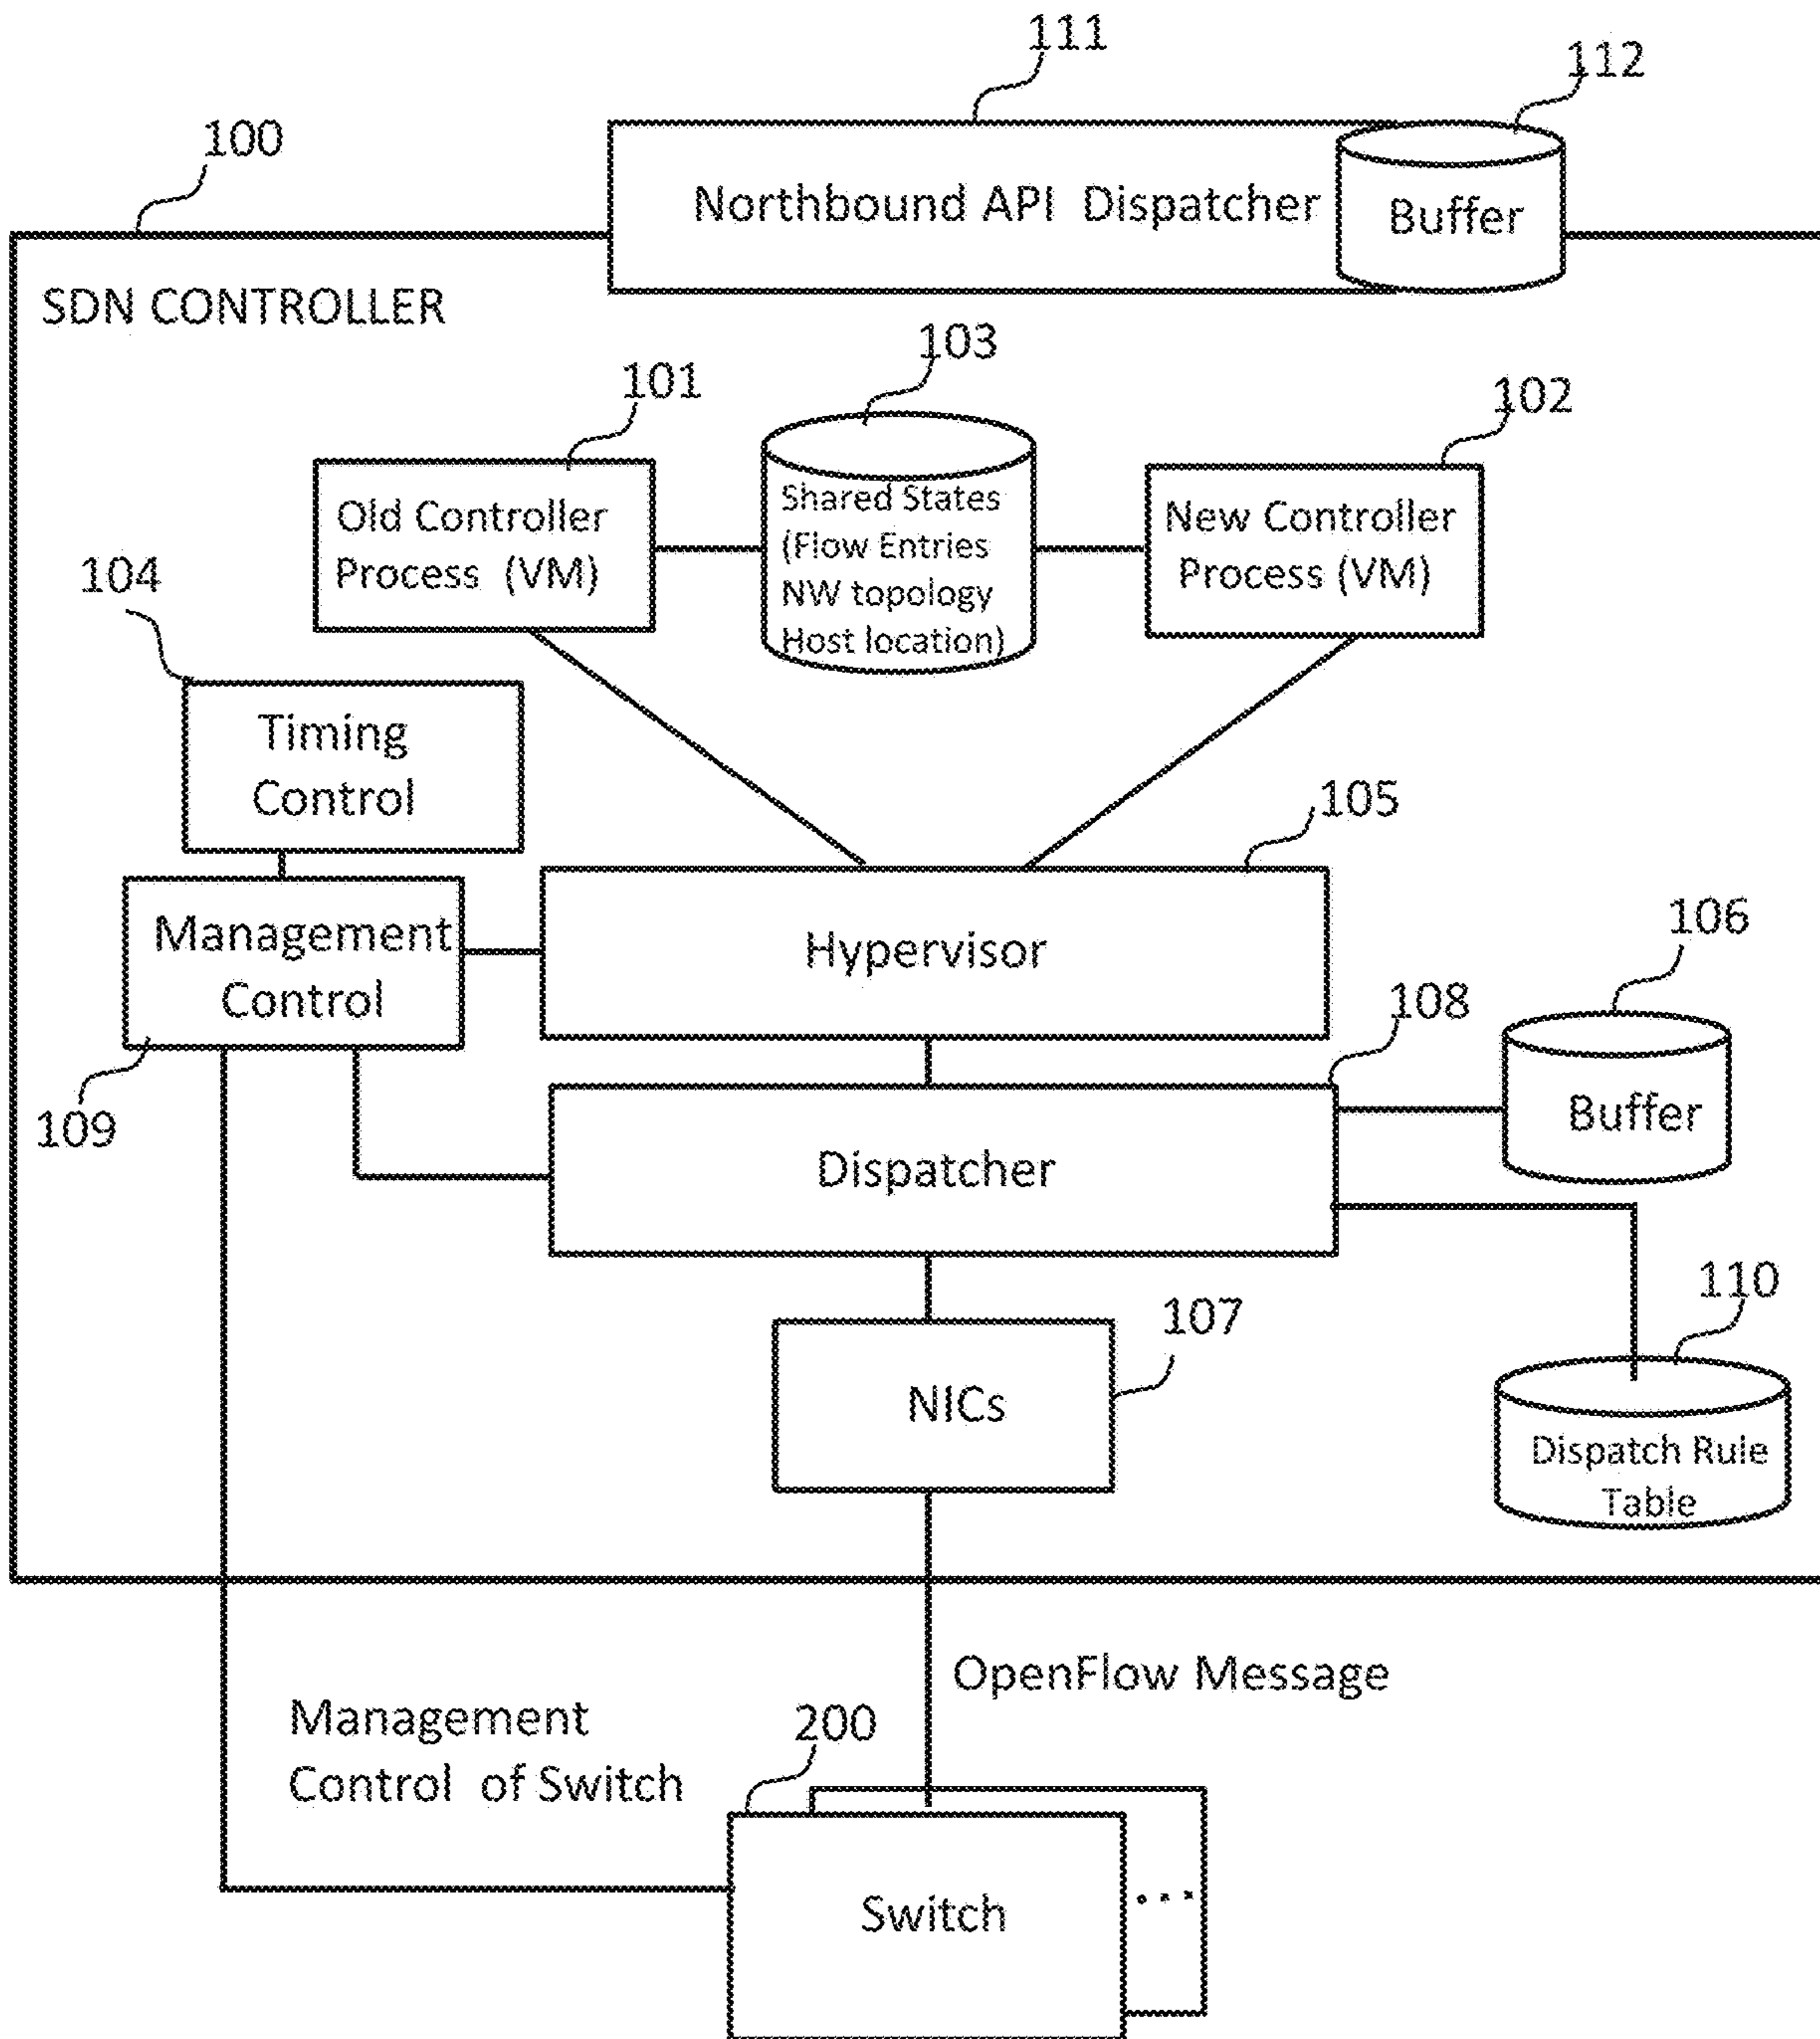 111
112
100
Northbound API Dispatcher
Buffer
SDN CONTROLLER
103
101
102
Old Controller
Process (VM)
Shared States
(Flow Entries
NW topology
Host location)
New Controller
Process (VM)
104
Timing
Control
105
Management
Control
Hypervisor
106
108
109
Buffer
Dispatcher
110
107
NICs
Dispatch Rule
Table
OpenFlow Message
Management
Control of Switch
200
Switch
...